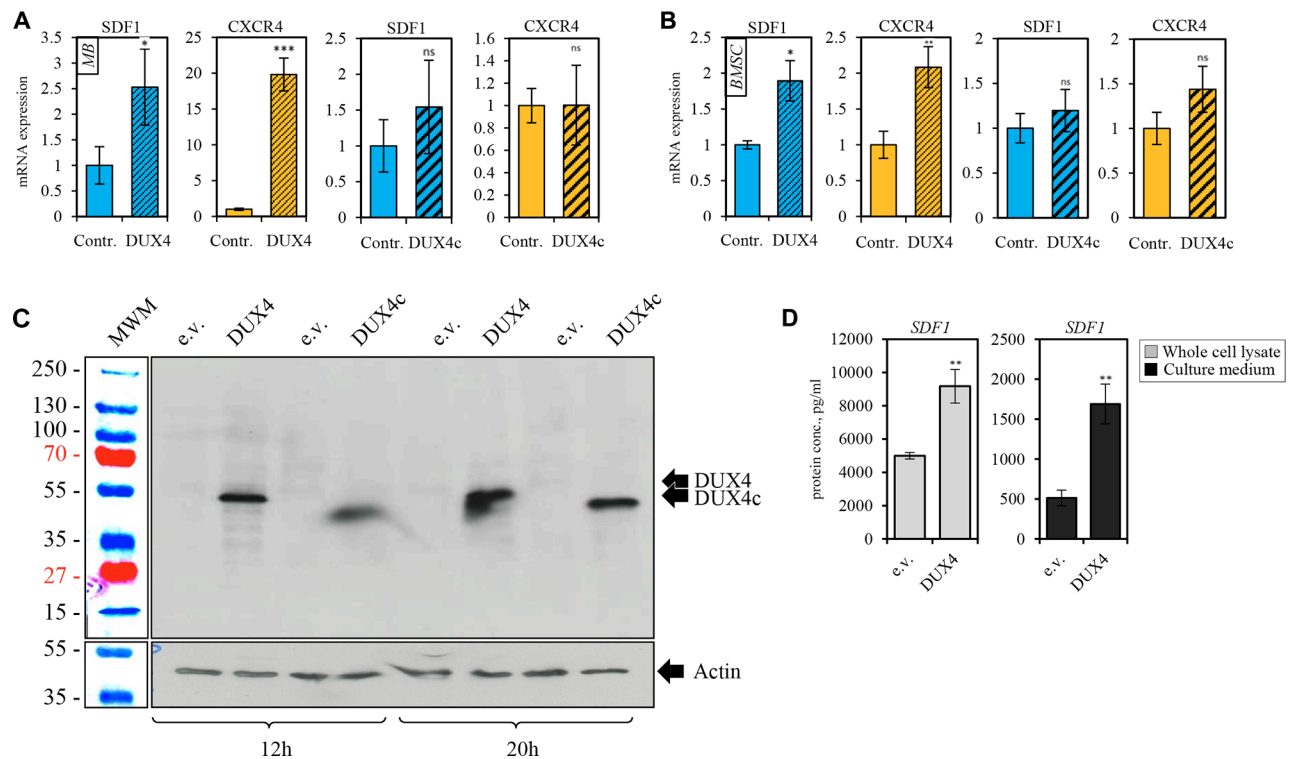 A
SDF1
CXCR4
SDF1
CXCR4
mRNA expression
MB
3.5
3
2.5
2
1.5
1
0.5
0
*
Contr. DUX4
25
20
15
10
5
0
***
Contr. DUX4
2.5
2
1.5
1
0.5
0
ns
Contr. DUX4c
1.6
1.4
1.2
1.0
0.8
0.6
0.4
0.2
0
ns
Contr. DUX4c
B
SDF1
CXCR4
SDF1
CXCR4
mRNA expression
BMSC
2.5
2
1.5
1
0.5
0
*
Contr. DUX4
2.5
2
1.5
1
0.5
0
**
Contr. DUX4
2
1.5
1
0.5
0
ns
Contr. DUX4c
2
1.5
1
0.5
0
ns
Contr. DUX4c
C
MWM
e.v.
DUX4
e.v.
DUX4c
e.v.
DUX4
e.v.
DUX4c
250 -
130 -
100 -
70 -
55 -
35 -
27 -
15 -
DUX4
DUX4c
55 -
35 -
Actin
12h
20h
D
SDF1
SDF1
protein conc., pg/ml
12000
10000
8000
6000
4000
2000
0
**
e.v.
DUX4
2500
2000
1500
1000
500
0
**
e.v.
DUX4
Whole cell lysate
Culture medium